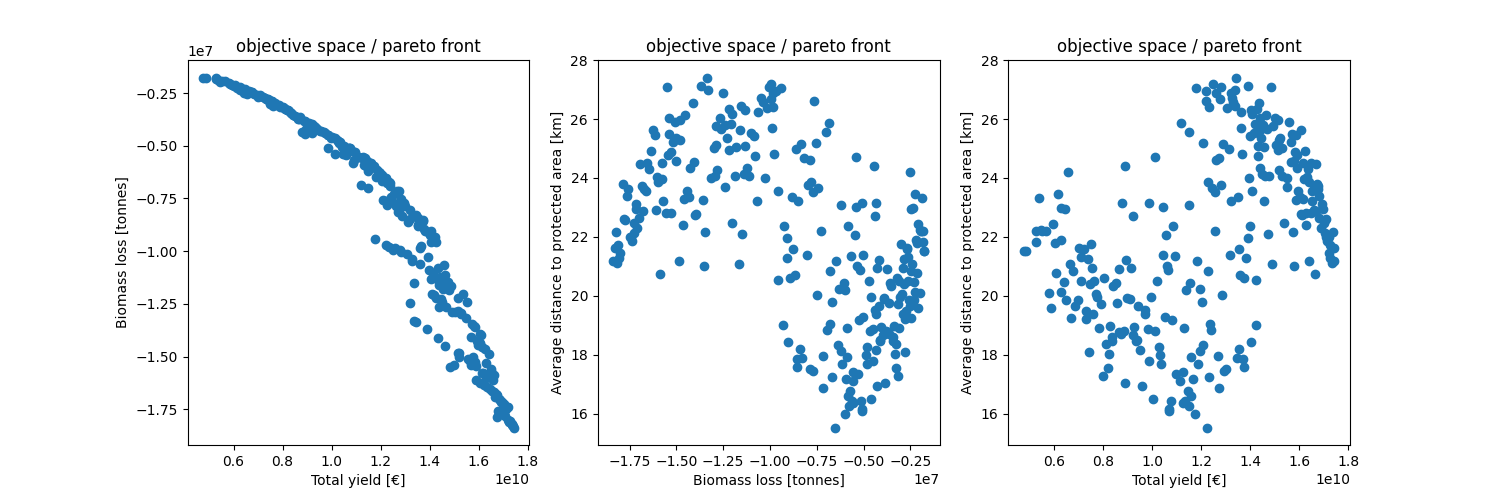 objective space / pareto front
1e7
−0.25
−0.50
−0.75
−1.00
−1.25
−1.50
−1.75
Biomass loss [tonnes]
0.6 0.8 1.0 1.2 1.4 1.6 1.8
1e10
Total yield [€]
objective space / pareto front
28
26
24
22
20
18
16
Average distance to protected area [km]
−1.75 −1.50 −1.25 −1.00 −0.75 −0.50 −0.25
1e7
Biomass loss [tonnes]
objective space / pareto front
28
26
24
22
20
18
16
Average distance to protected area [km]
0.6 0.8 1.0 1.2 1.4 1.6 1.8
1e10
Total yield [€]